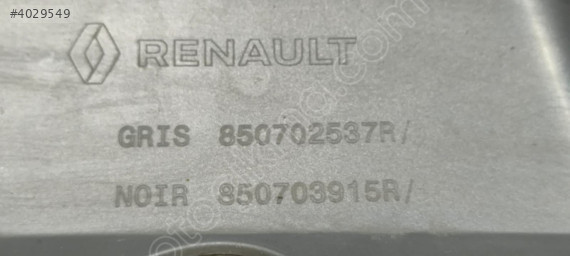 #4029549
RENAULT
GRIS 850702537R/
NOIR 850703915R/